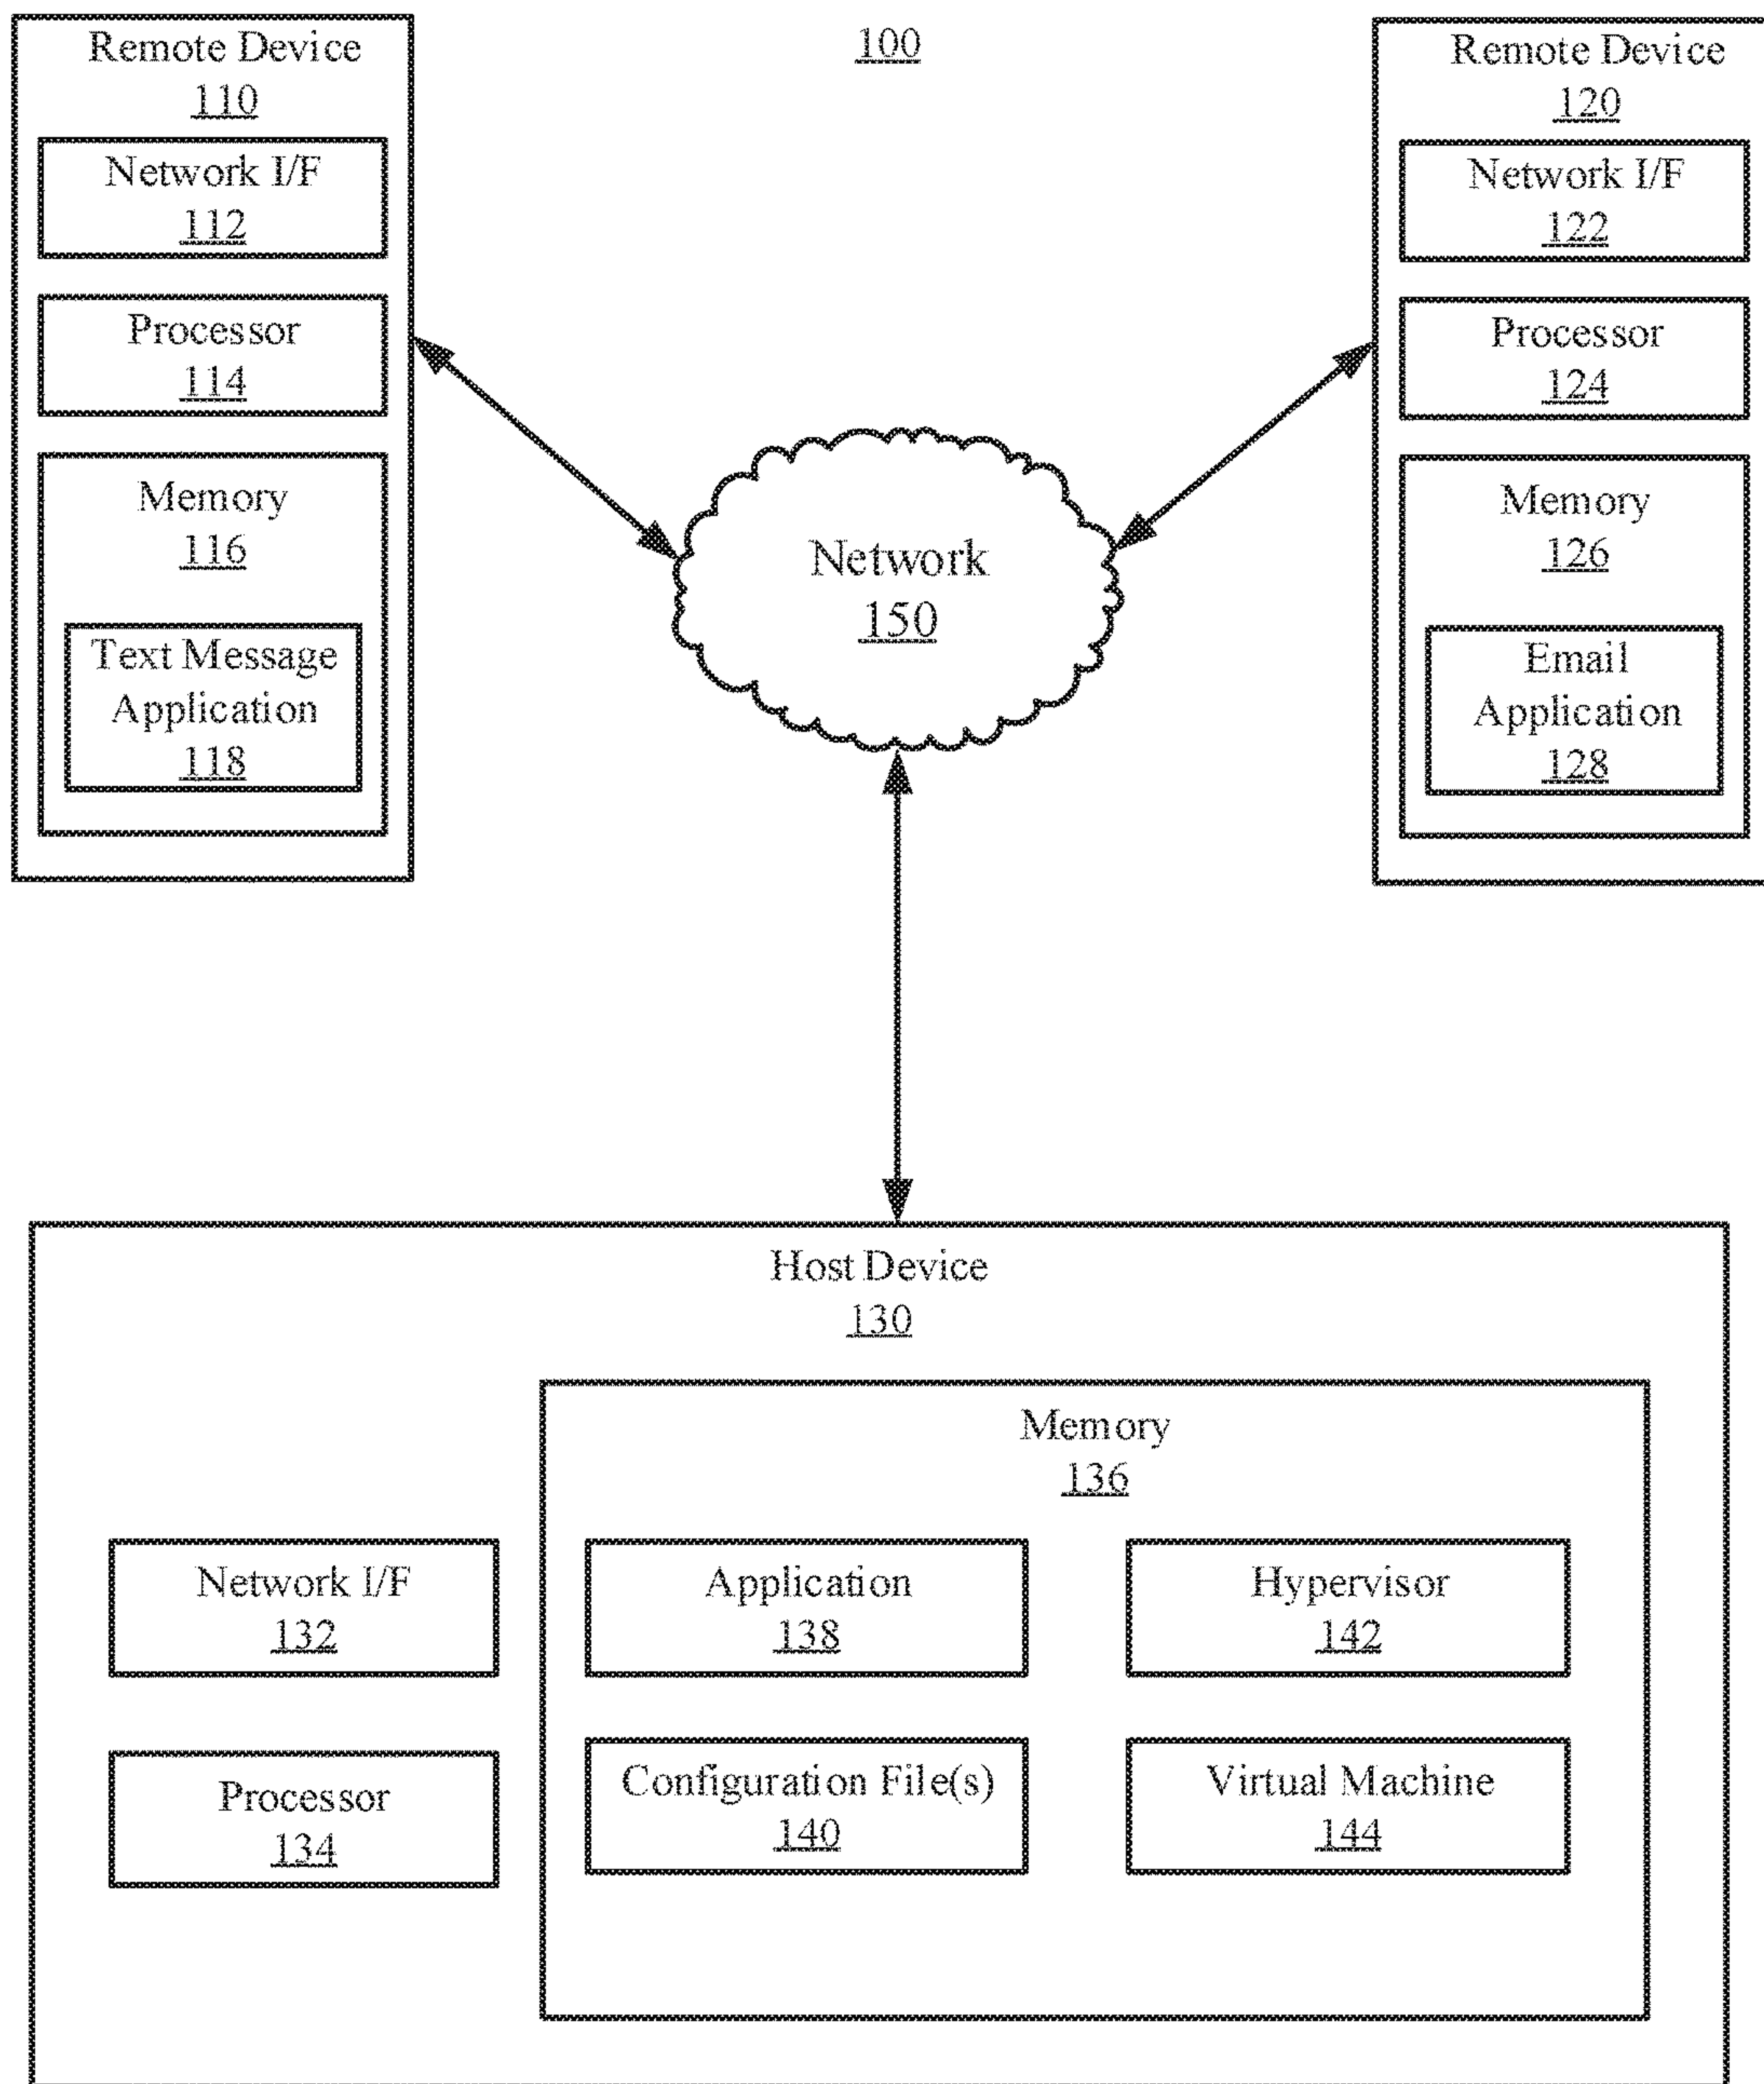 100
Remote Device
110
Network I/F
112
Processor
114
Memory
116
Text Message
Application
118
Remote Device
120
Network I/F
122
Processor
124
Memory
126
Email
Application
128
Network
150
Host Device
130
Network I/F
132
Processor
134
Memory
136
Application
138
Hypervisor
142
Configuration File(s)
140
Virtual Machine
144